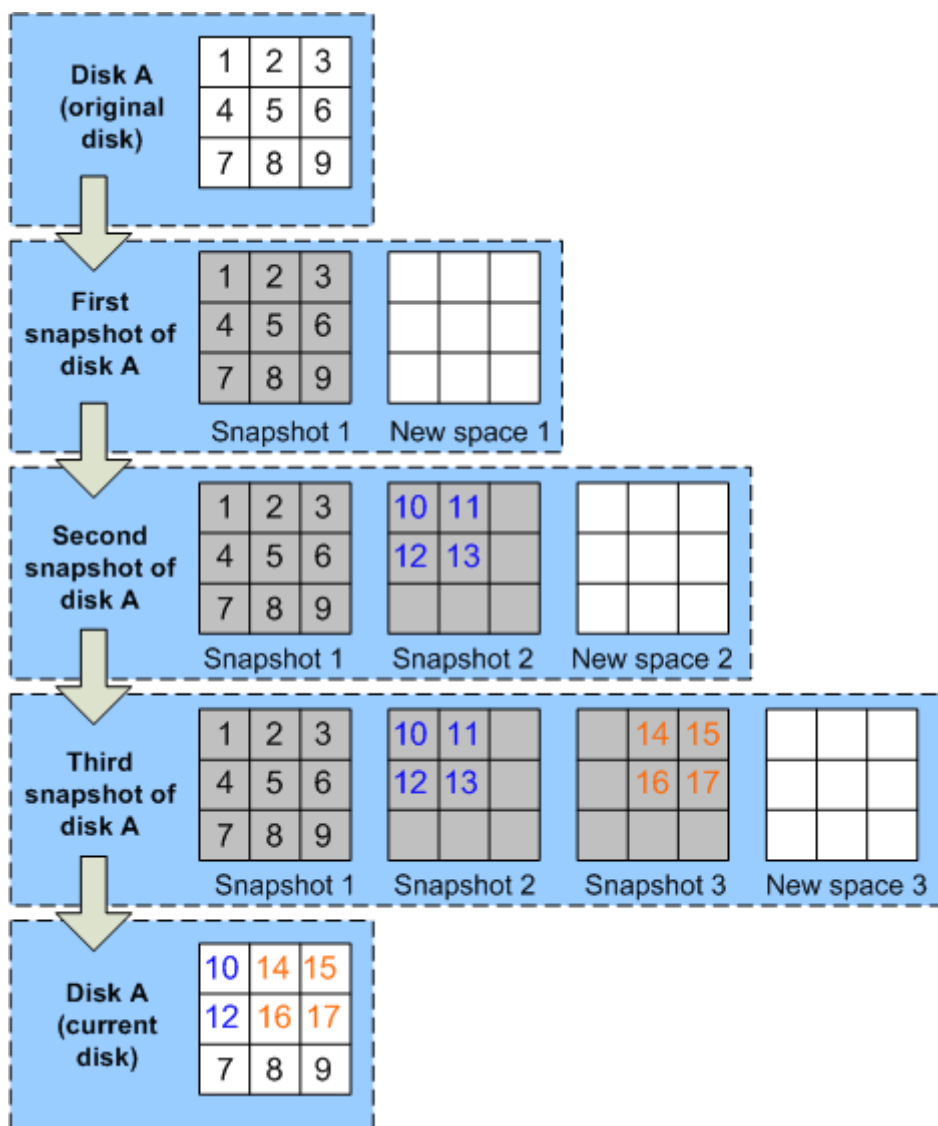 Disk A
(original
disk)
1 2 3
4 5 6
7 8 9
First
snapshot of
disk A
1 2 3
4 5 6
7 8 9
Snapshot 1
New space 1
Second
snapshot of
disk A
1 2 3
4 5 6
7 8 9
Snapshot 1
10 11
12 13
Snapshot 2
New space 2
Third
snapshot of
disk A
1 2 3
4 5 6
7 8 9
Snapshot 1
10 11
12 13
Snapshot 2
14 15
16 17
Snapshot 3
New space 3
Disk A
(current
disk)
10 14 15
12 16 17
7 8 9